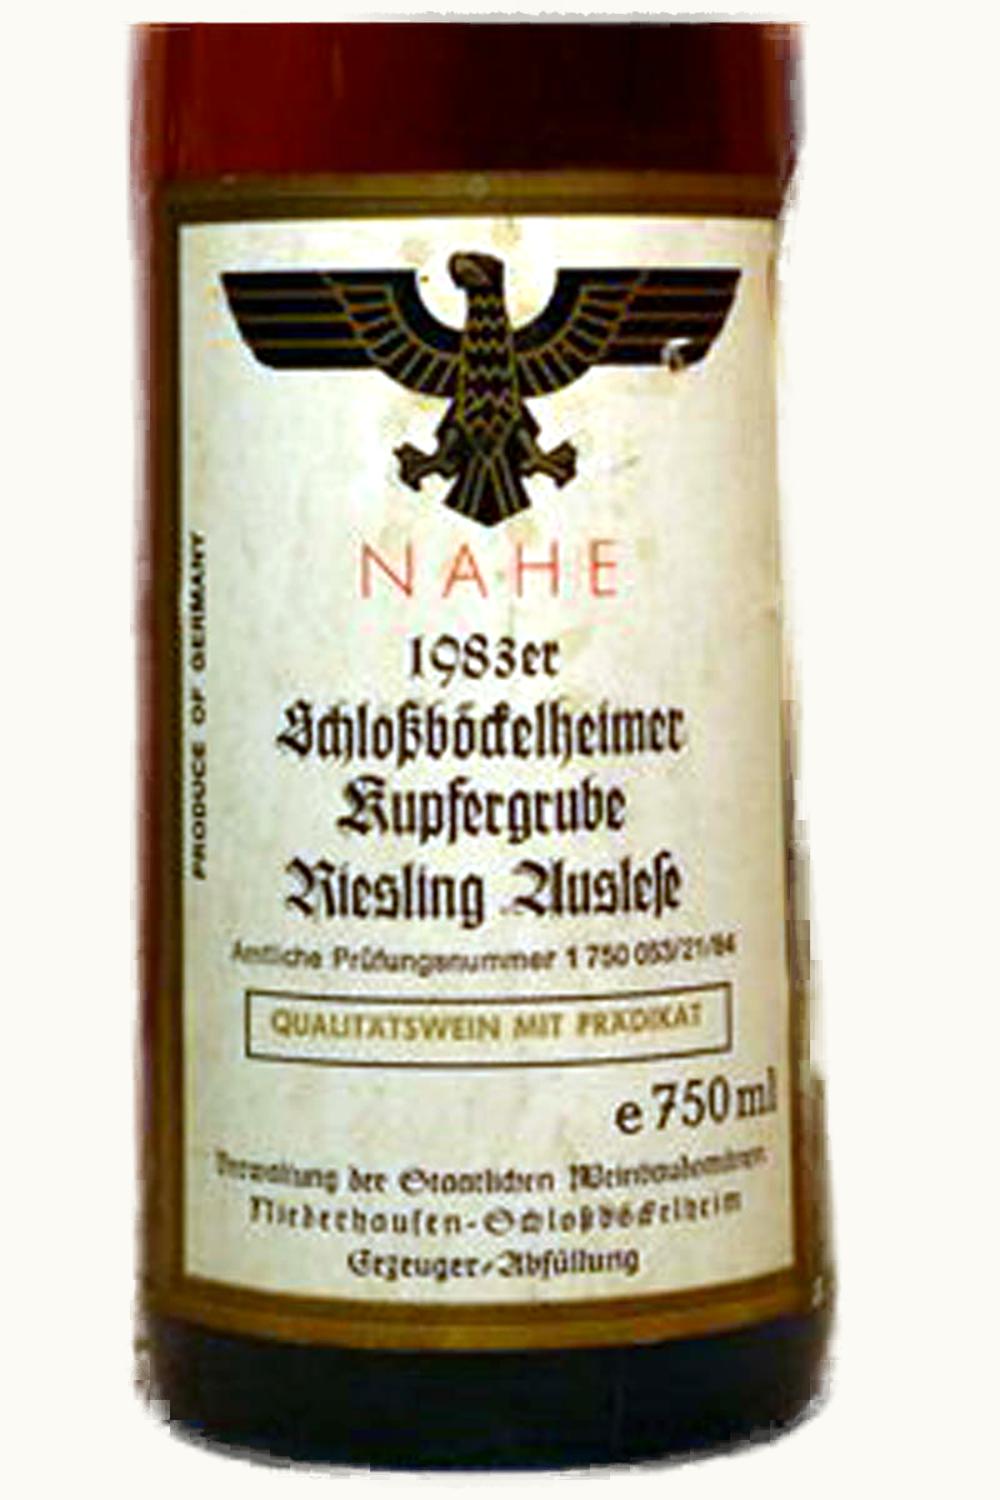 NAHE
1983er
Schloßböckelheimer
Kupfergrube
Riesling Auslese
Amtliche Prüfungsnummer 1 750 053/21/84
QUALITÄTSWEIN MIT PRÄDIKAT
e 750 ml
Verwaltung der Staatlichen Weinbaudomänen
Niederhausen-Schloßböckelheim
Erzeuger-Abfüllung
PRODUCE OF GERMANY